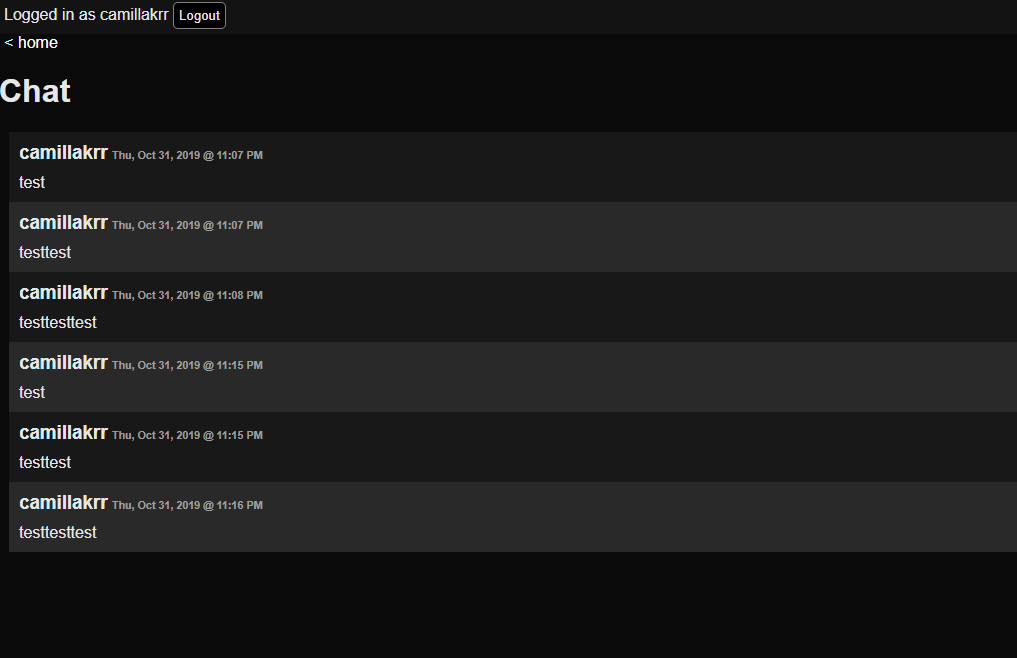 Logged in as camillakrr Logout
< home
Chat
camillakrr Thu, Oct 31, 2019 @ 11:07 PM
test
camillakrr Thu, Oct 31, 2019 @ 11:07 PM
testtest
camillakrr Thu, Oct 31, 2019 @ 11:08 PM
testtesttest
camillakrr Thu, Oct 31, 2019 @ 11:15 PM
test
camillakrr Thu, Oct 31, 2019 @ 11:15 PM
testtest
camillakrr Thu, Oct 31, 2019 @ 11:16 PM
testtesttest